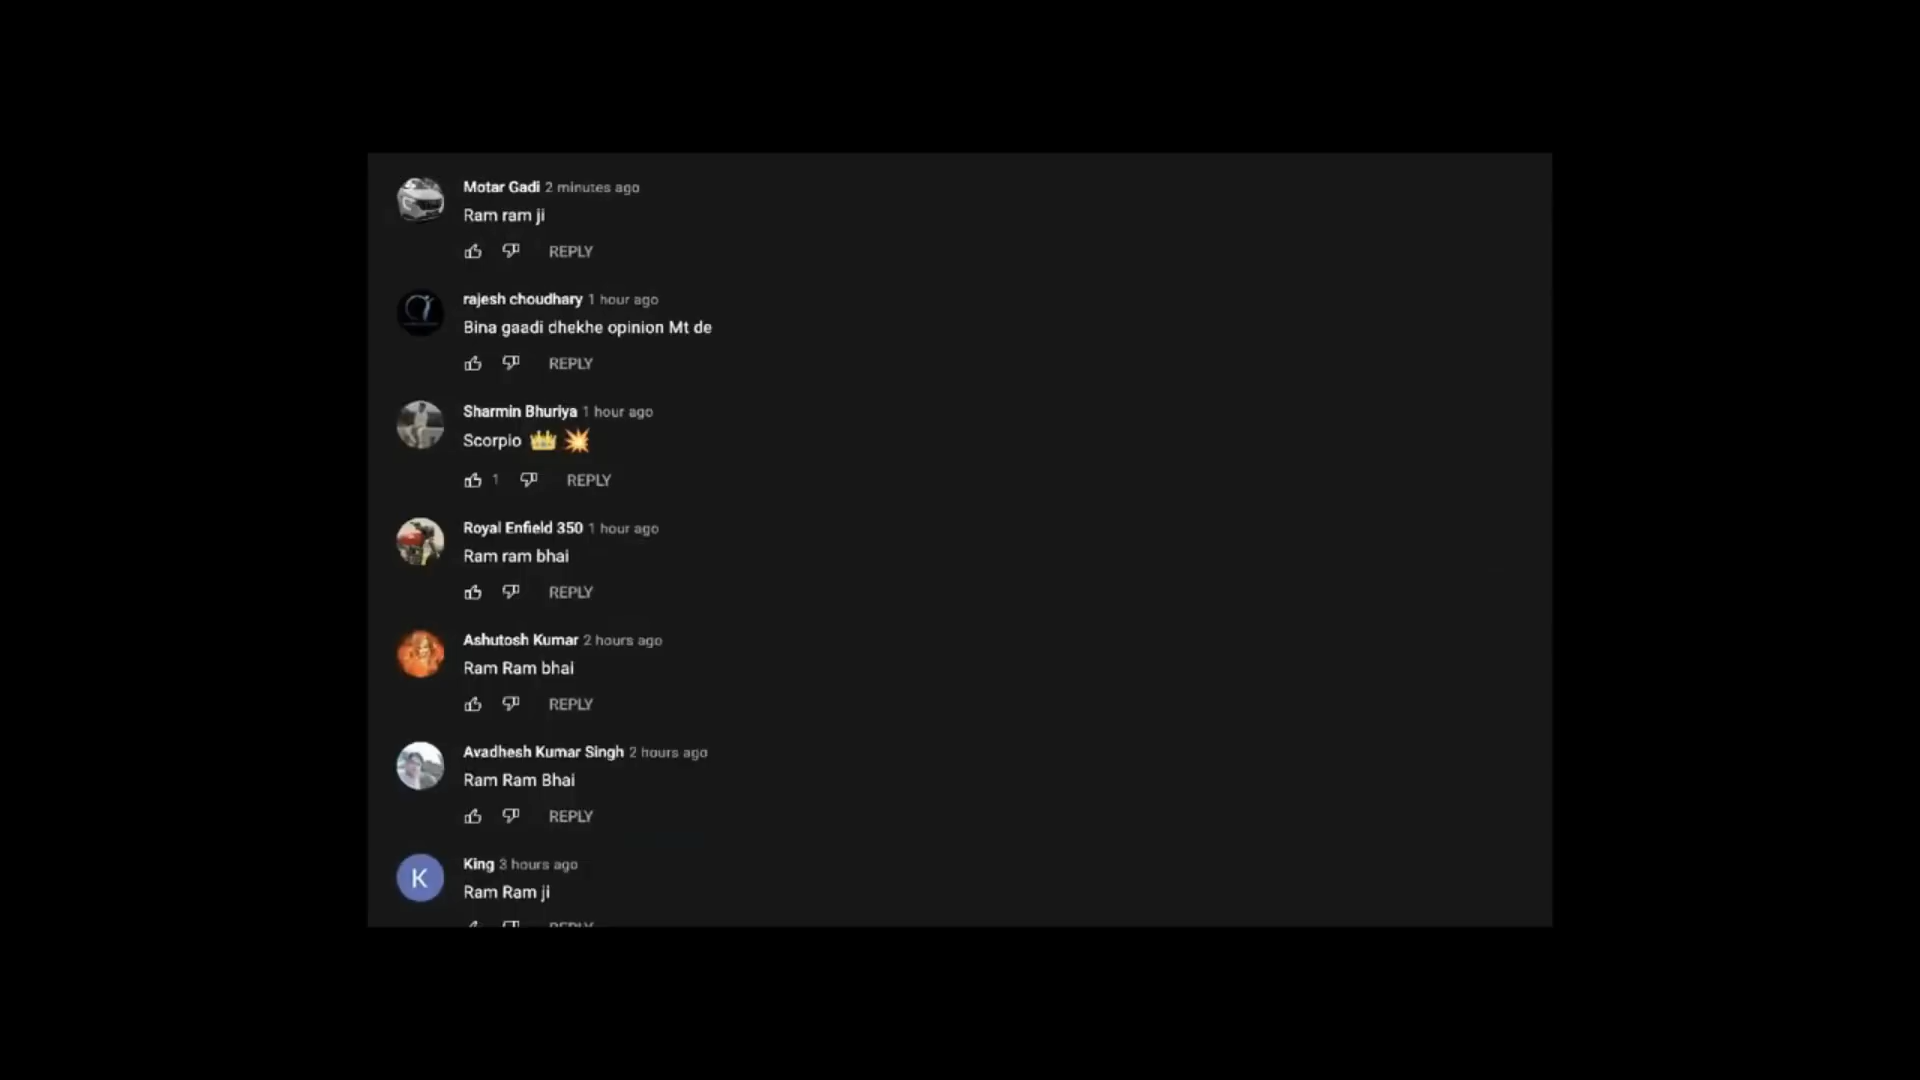 Motar Gadi 2 minutes ago
Ram ram ji
REPLY
rajesh choudhary 1 hour ago
Bina gaadi dhekhe opinion Mt de
REPLY
Sharmin Bhuriya 1 hour ago
Scorpio 👑 💥
1 REPLY
Royal Enfield 350 1 hour ago
Ram ram bhai
REPLY
Ashutosh Kumar 2 hours ago
Ram Ram bhai
REPLY
Avadhesh Kumar Singh 2 hours ago
Ram Ram Bhai
REPLY
K
King 3 hours ago
Ram Ram ji
REPLY